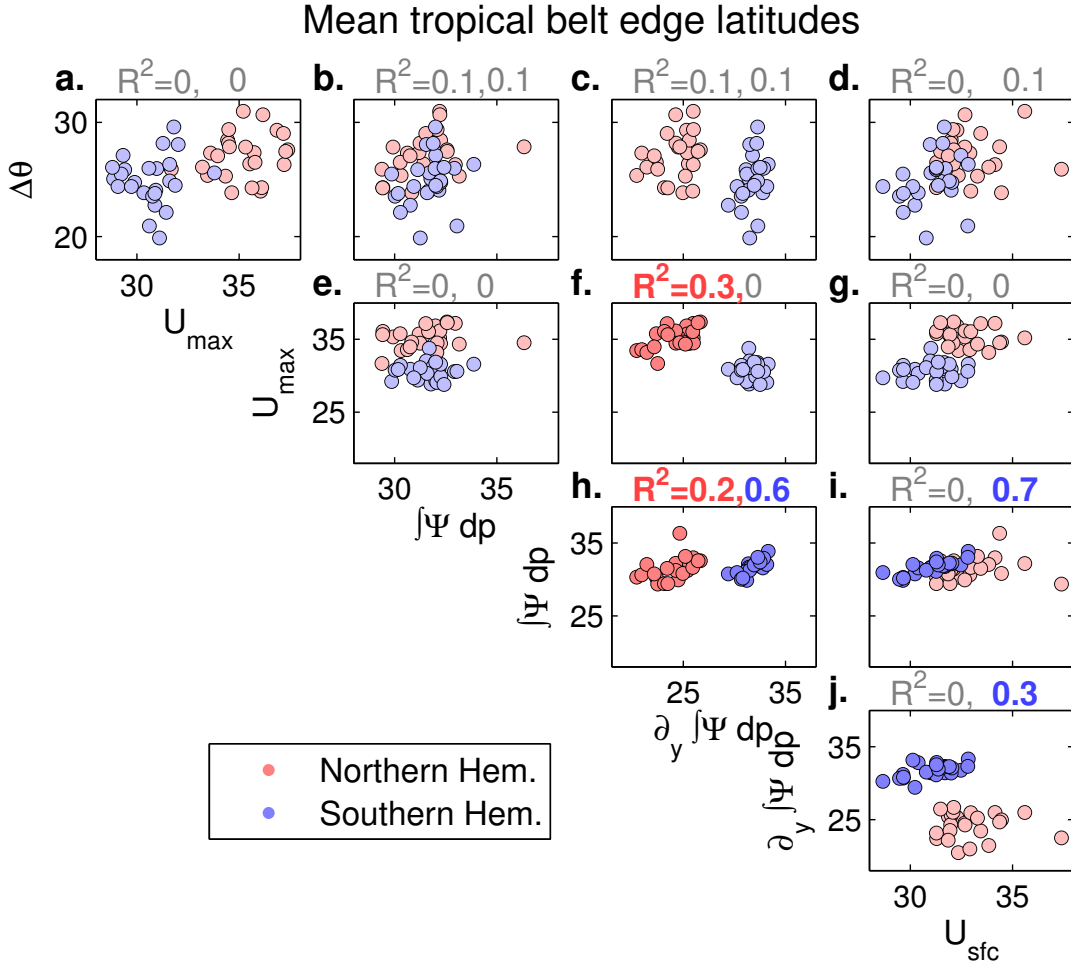 Mean tropical belt edge latitudes
a. R²=0, 0
b. R²=0.1, 0.1
c. R²=0.1, 0.1
d. R²=0, 0.1
30
20
Δθ
30 35
U_max
e. R²=0, 0
f. R²=0.3, 0
g. R²=0, 0
35
25
U_max
30 35
∫Ψ dp
h. R²=0.2, 0.6
i. R²=0, 0.7
35
25
∫Ψ dp
25 35
∂_y ∫Ψ dp
j. R²=0, 0.3
35
25
∂_y ∫Ψ dp
30 35
U_sfc
Northern Hem.
Southern Hem.